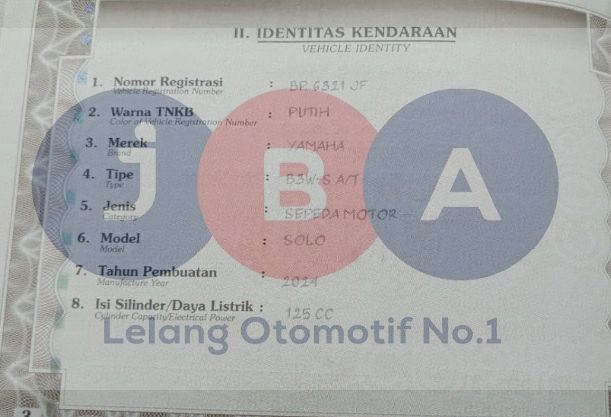 II. IDENTITAS KENDARAAN
VEHICLE IDENTITY
1. Nomor Registrasi : BP 6321 JF
Vehicle Registration Number
2. Warna TNKB : PUTIH
Color of Vehicle Registration Number
3. Merek : YAMAHA
Brand
4. Tipe : B3W-S A/T
Type
5. Jenis : SEPEDA MOTOR
Category
6. Model : SOLO
Model
7. Tahun Pembuatan : 2021
Manufacture Year
8. Isi Silinder/Daya Listrik : 125 CC
Cylinder Capacity/Electrical Power
jBA
Lelang Otomotif No.1